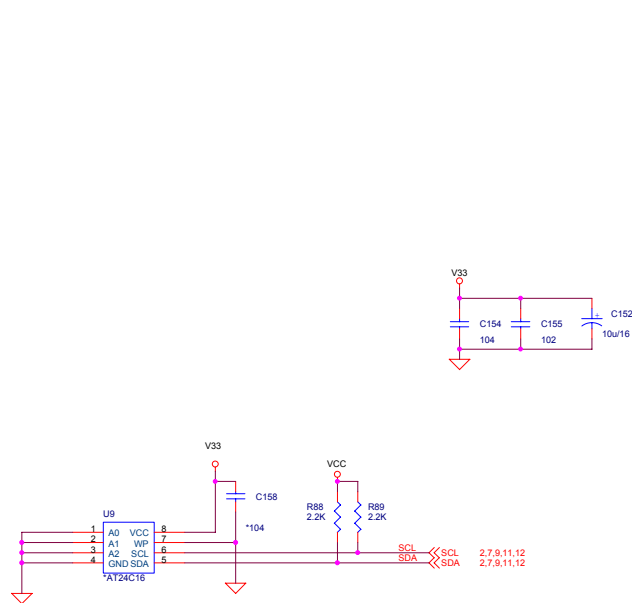 V33
C154
104
C155
102
+
C152
10u/16
V33
VCC
C158
*104
R88
2.2K
R89
2.2K
U9
1 A0 VCC 8
2 A1 WP 7
3 A2 SCL 6
4 GND SDA 5
*AT24C16
SCL SCL 2,7,9,11,12
SDA SDA 2,7,9,11,12